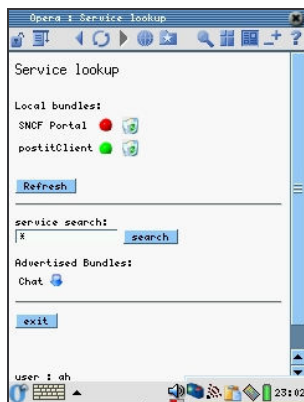 Opera : Service lookup
Service lookup
Local bundles:
SNCF Portal
postitClient
Refresh
service search:
*
search
Advertised Bundles:
Chat
exit
user : ah
23:02